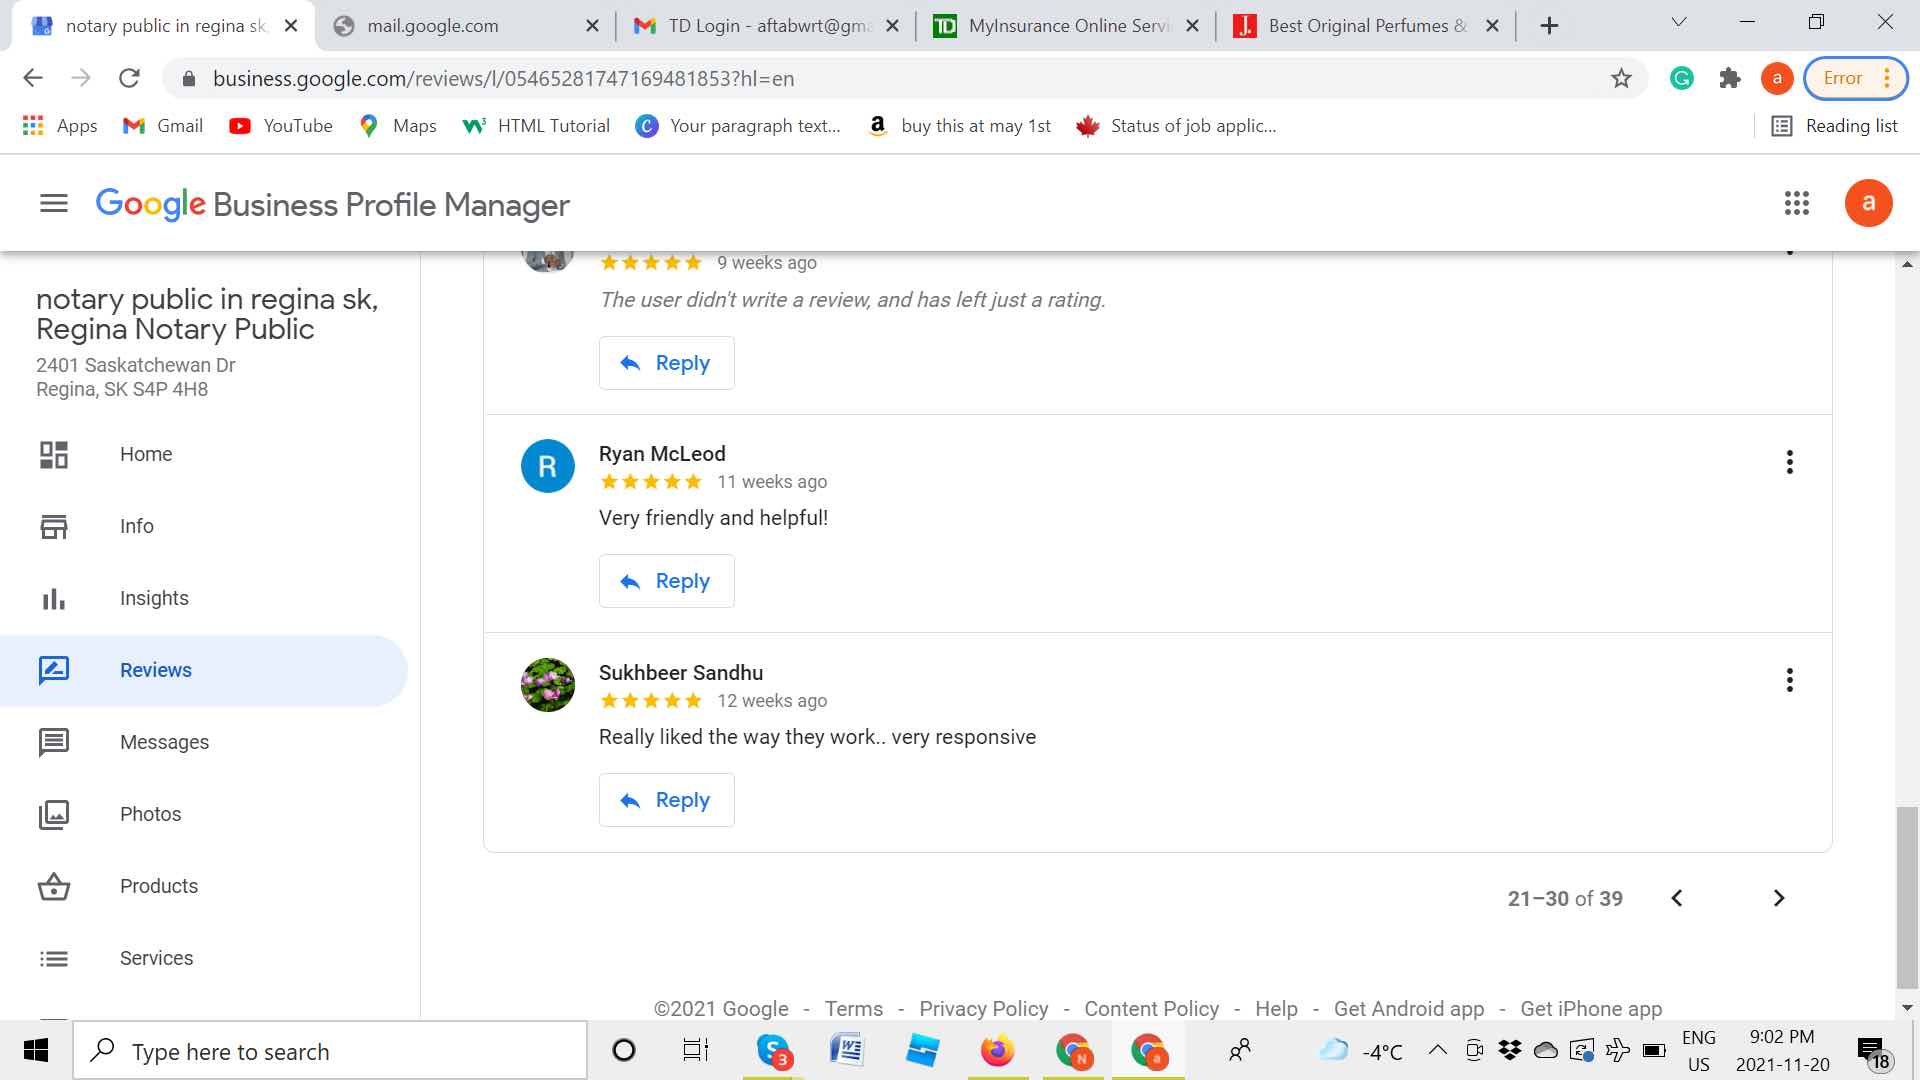 notary public in regina sk,
mail.google.com
TD Login - aftabwrt@gma
MyInsurance Online Servi
J.
Best Original Perfumes &
business.google.com/reviews/l/05465281747169481853?hl=en
G
a
Error
Apps
Gmail
YouTube
Maps
HTML Tutorial
Your paragraph text...
buy this at may 1st
Status of job applic...
Reading list
Google Business Profile Manager
a
notary public in regina sk,
Regina Notary Public
2401 Saskatchewan Dr
Regina, SK S4P 4H8
Home
Info
Insights
Reviews
Messages
Photos
Products
Services
9 weeks ago
The user didn't write a review, and has left just a rating.
Reply
R
Ryan McLeod
11 weeks ago
Very friendly and helpful!
Reply
Sukhbeer Sandhu
12 weeks ago
Really liked the way they work.. very responsive
Reply
21–30 of 39
©2021 Google - Terms - Privacy Policy - Content Policy - Help - Get Android app - Get iPhone app
Type here to search
3
N
a
-4°C
ENG
US
9:02 PM
2021-11-20
18